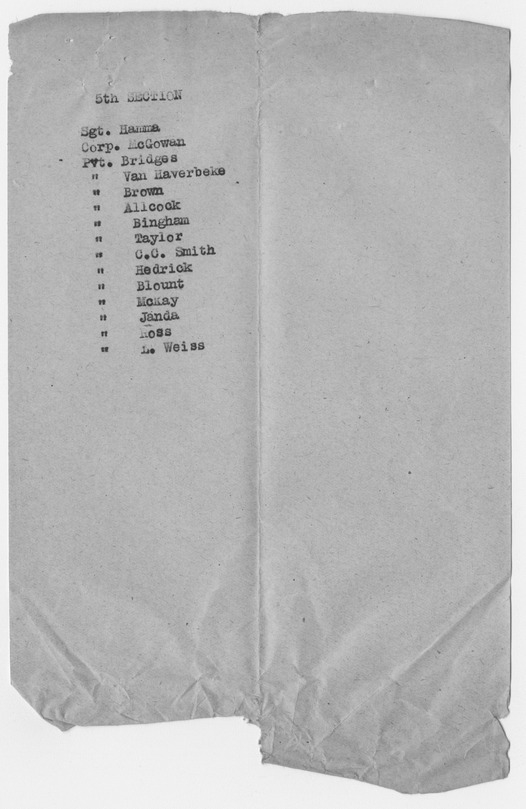 5th SECTION
Sgt. Hamma
Corp. McGowan
Pvt. Bridges
" Van Haverbeke
" Brown
" Allcock
" Bingham
" Taylor
" C.C. Smith
" Hedrick
" Blount
" McKay
" Janda
" Ross
" L. Weiss